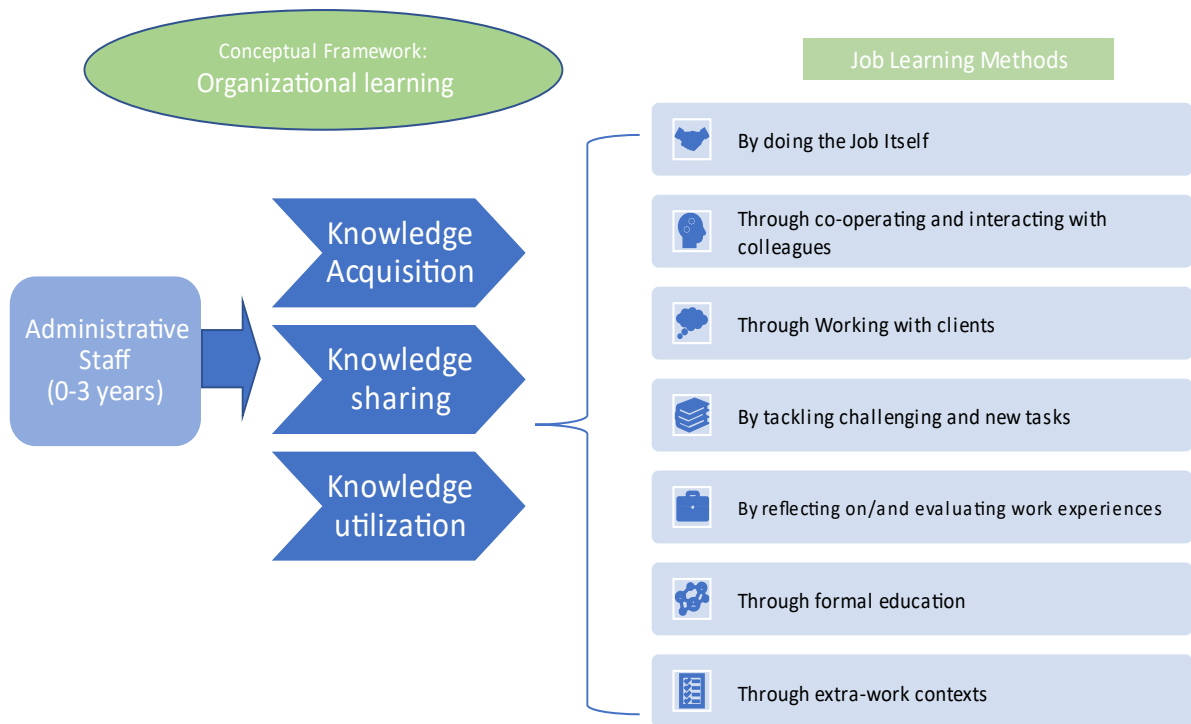 Conceptual Framework:
Organizational learning
Job Learning Methods
Administrative
Staff
(0-3 years)
Knowledge
Acquisition
Knowledge
sharing
Knowledge
utilization
By doing the Job Itself
Through co-operating and interacting with
colleagues
Through Working with clients
By tackling challenging and new tasks
By reflecting on/and evaluating work experiences
Through formal education
Through extra-work contexts